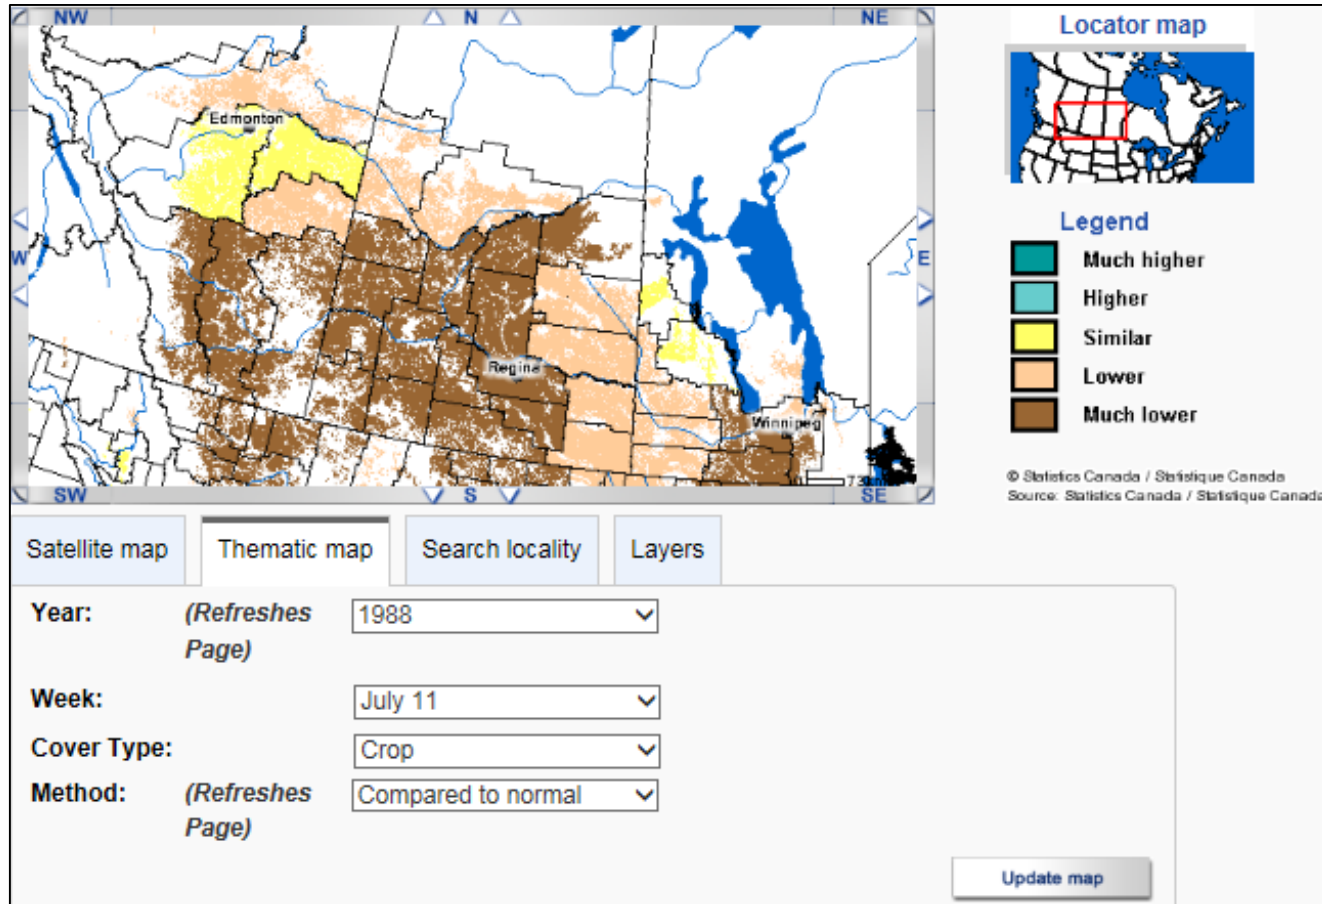 NW
N
NE
Edmonton
W
E
Regina
Winnipeg
SW
S
SE
Locator map
Legend
Much higher
Higher
Similar
Lower
Much lower
© Statistics Canada / Statistique Canada
Source: Statistics Canada / Statistique Canada
Satellite map
Thematic map
Search locality
Layers
Year: (Refreshes Page) 1988
Week: July 11
Cover Type: Crop
Method: (Refreshes Page) Compared to normal
Update map